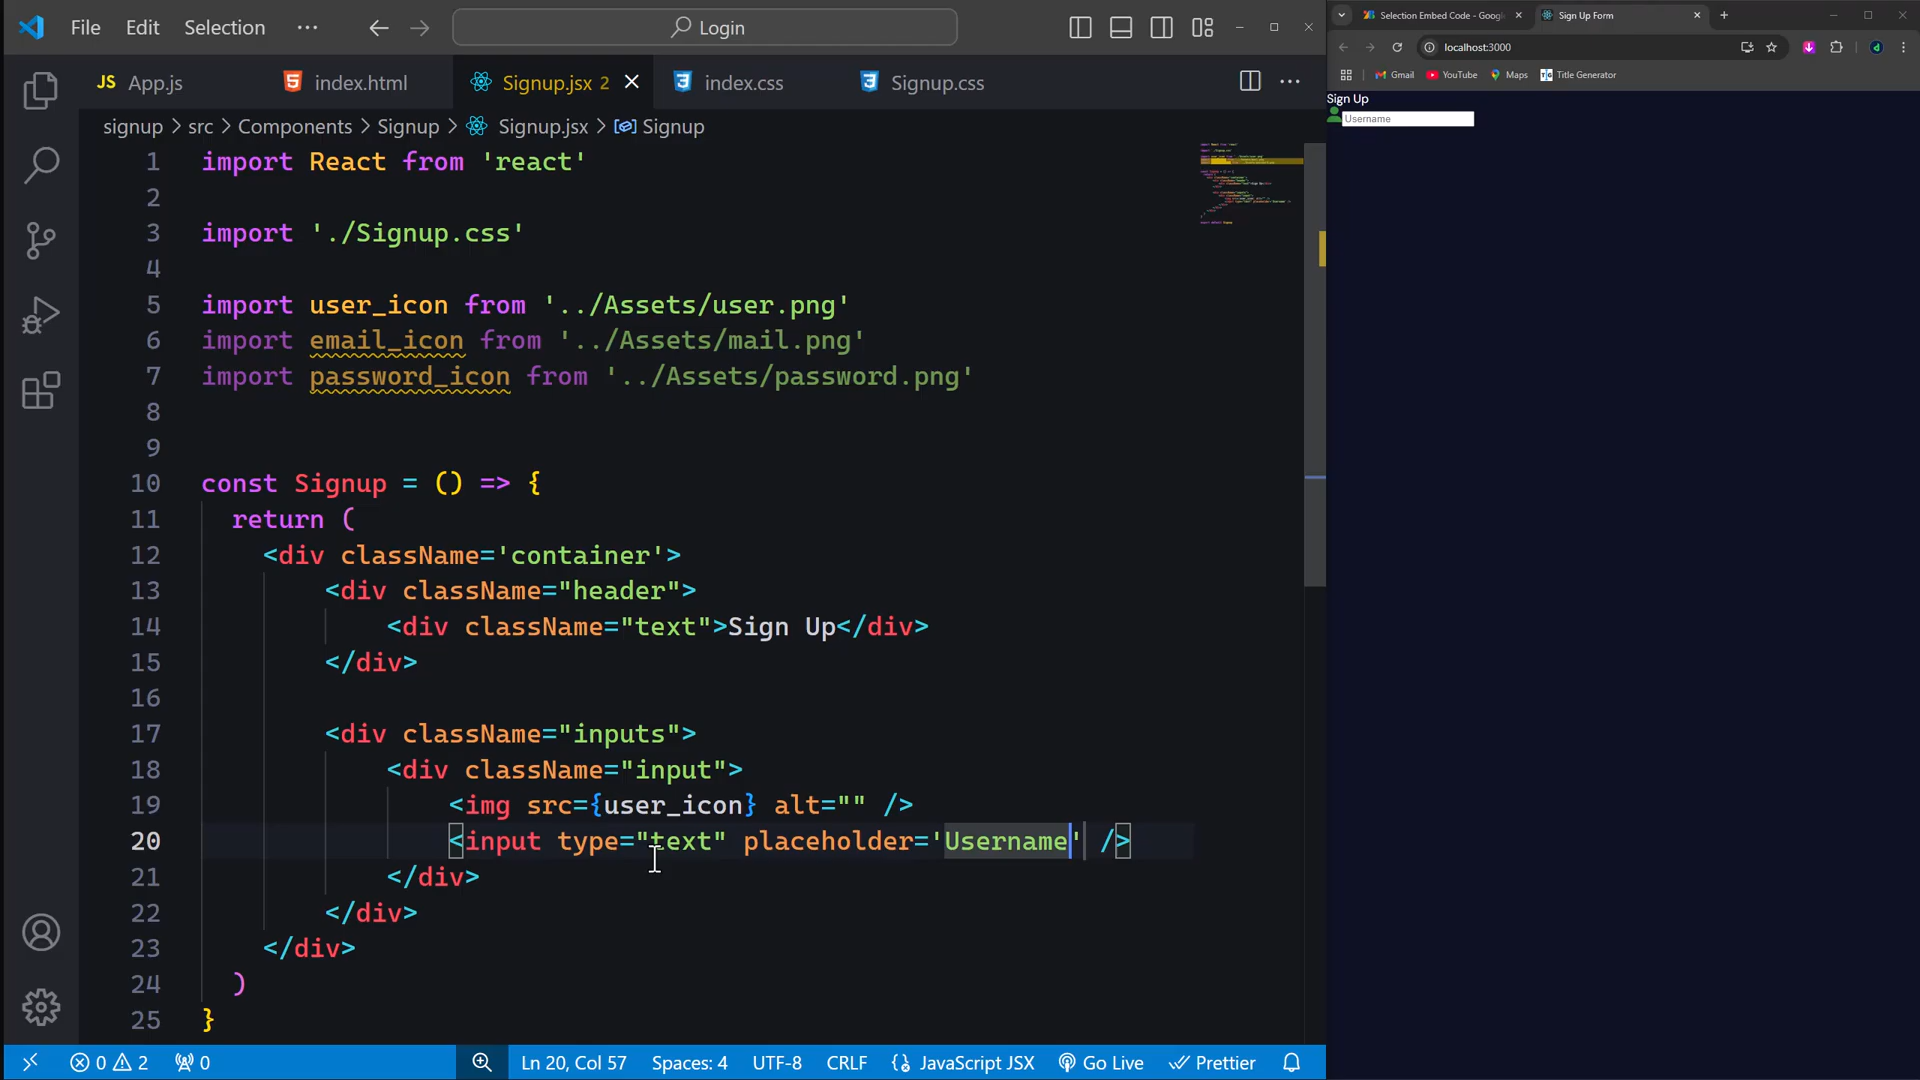 File Edit Selection ··· Login
JS App.js index.html Signup.jsx 2 index.css Signup.css
signup > src > Components > Signup > Signup.jsx > Signup
1 import React from 'react'
2
3 import './Signup.css'
4
5 import user_icon from '../Assets/user.png'
6 import email_icon from '../Assets/mail.png'
7 import password_icon from '../Assets/password.png'
8
9
10 const Signup = () => {
11 return (
12 <div className='container'>
13 <div className="header">
14 <div className="text">Sign Up</div>
15 </div>
16
17 <div className="inputs">
18 <div className="input">
19 <img src={user_icon} alt="" />
20 <input type="text" placeholder='Username' />
21 </div>
22 </div>
23 </div>
24 )
25 }
0 2 0 Ln 20, Col 57 Spaces: 4 UTF-8 CRLF {} JavaScript JSX Go Live Prettier
Selection Embed Code - Googl Sign Up Form
localhost:3000
Gmail YouTube Maps Title Generator
Sign Up
Username